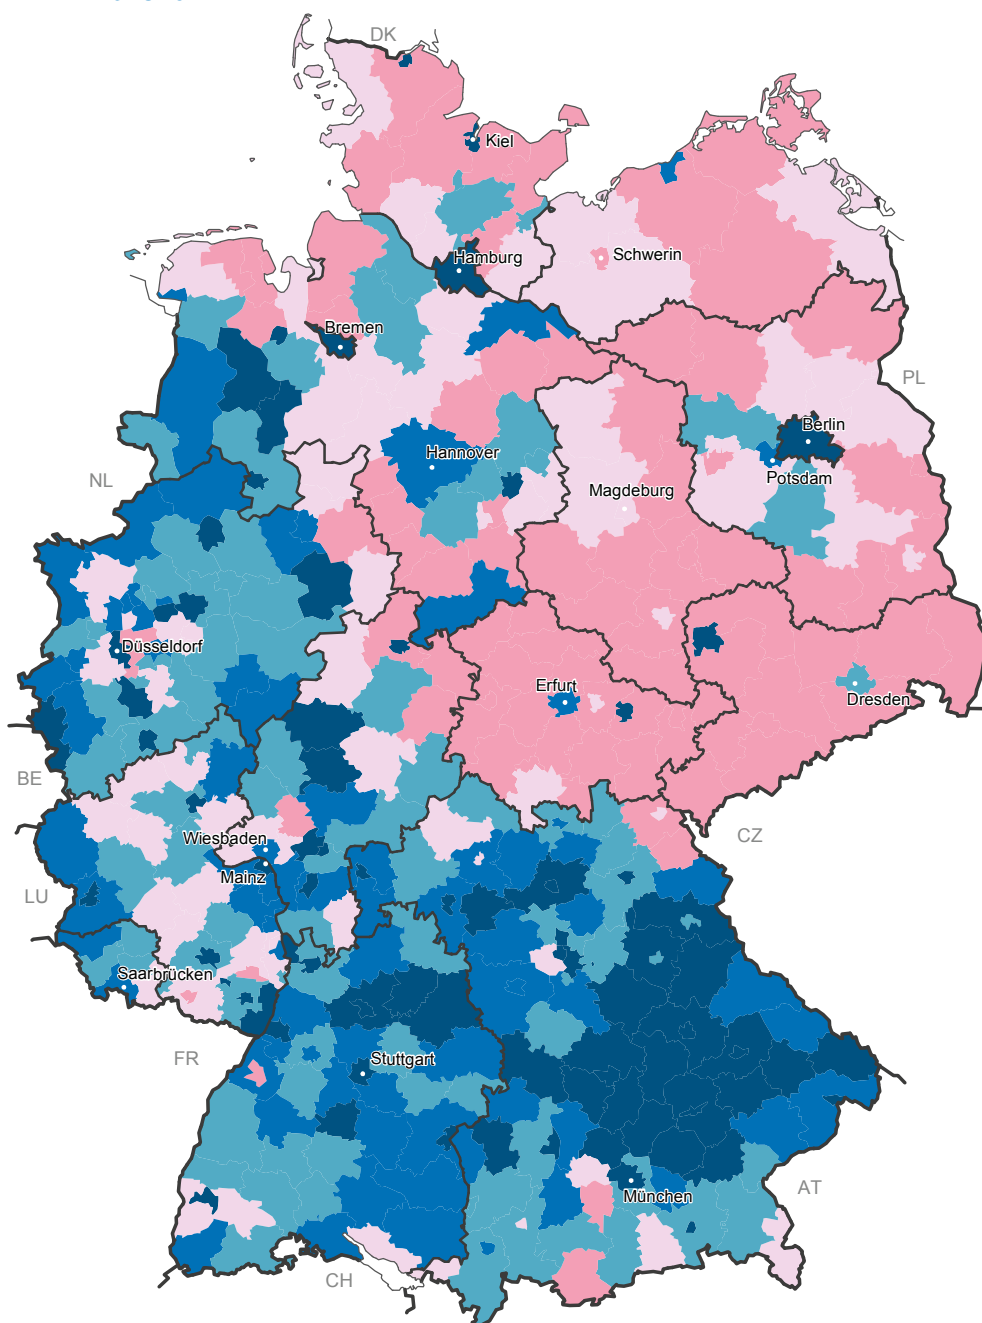 DK
Kiel
Schwerin
Hamburg
Bremen
PL
Berlin
Hannover
Potsdam
NL
Magdeburg
Düsseldorf
Erfurt
Dresden
BE
Wiesbaden
CZ
Mainz
LU
Saarbrücken
FR
Stuttgart
München
AT
CH